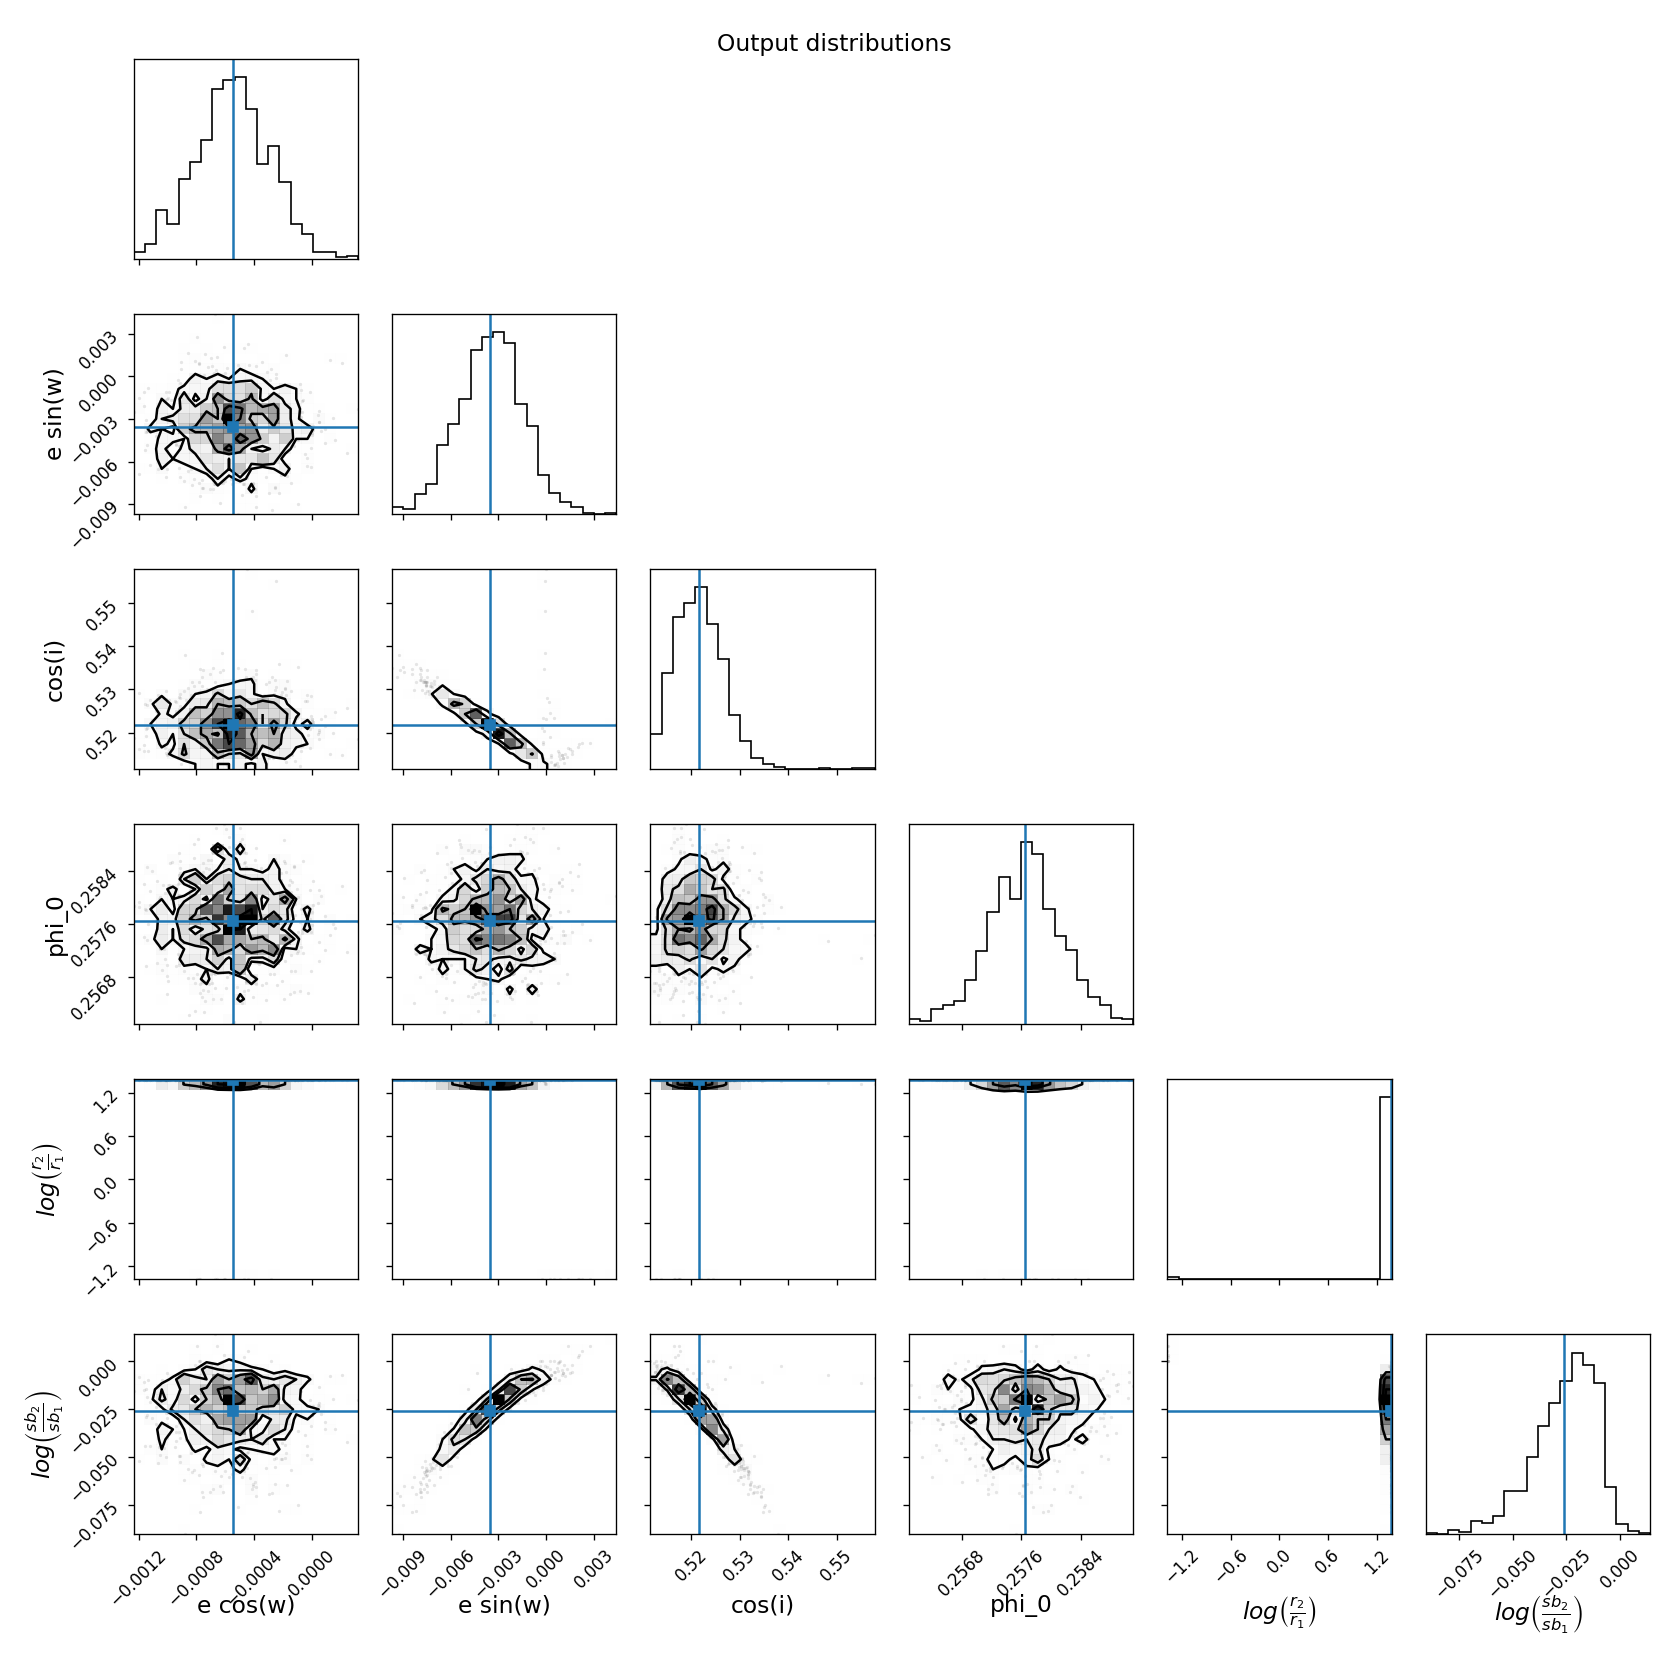 Output distributions
e sin(w)
0.003
0.000
−0.003
−0.006
−0.009
cos(i)
0.55
0.54
0.53
0.52
phi_0
0.2584
0.2576
0.2568
log(r2/r1)
1.2
0.6
0.0
−0.6
−1.2
log(sb2/sb1)
0.000
−0.025
−0.050
−0.075
−0.0012 −0.0008 −0.0004 −0.0000 −0.009 −0.006 −0.003 0.000 0.003 0.52 0.53 0.54 0.55 0.2568 0.2576 0.2584 −1.2 −0.6 0.0 0.6 1.2 −0.075 −0.050 −0.025 0.000
e cos(w) e sin(w) cos(i) phi_0 log(r2/r1) log(sb2/sb1)